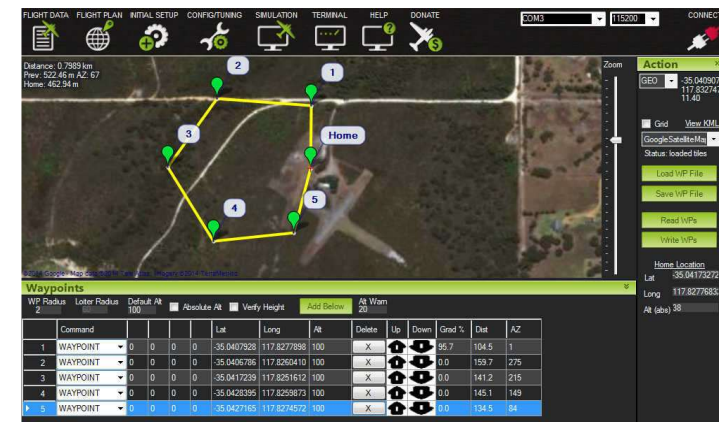 FLIGHT DATA FLIGHT PLAN INITIAL SETUP CONFIG/TUNING SIMULATION TERMINAL HELP DONATE COM3 115200 CONNEC
Distance: 0.7989 km
Prev: 522.46 m AZ: 67
Home: 462.94 m
2
1
3
Home
5
4
Zoom
Action
GEO -35.040907
117.832747
11.40
Grid View KML
GoogleSatelliteMap
Status: loaded tiles
Load WP File
Save WP File
Read WPs
Write WPs
Home Location
Lat -35.04173272
Long 117.8277683
Alt (abs) 38
Waypoints
WP Radius Loiter Radius Default Alt Alt Warn
2 100 Absolute Alt Verify Height Add Below 20
Command Lat Long Alt Delete Up Down Grad % Dist AZ
1 WAYPOINT 0 0 0 0 -35.0407928 117.8277898 100 X 95.7 104.5 1
2 WAYPOINT 0 0 0 0 -35.0406786 117.8260410 100 X 0.0 159.7 275
3 WAYPOINT 0 0 0 0 -35.0417239 117.8251612 100 X 0.0 141.2 215
4 WAYPOINT 0 0 0 0 -35.0428395 117.8259873 100 X 0.0 145.1 149
5 WAYPOINT 0 0 0 0 -35.0427165 117.8274572 100 X 0.0 134.5 84